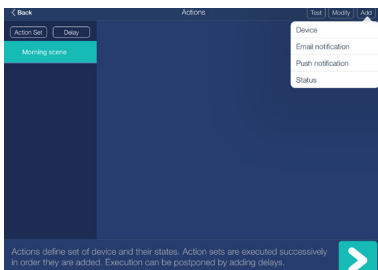 Back
Actions
Test Modify Add
Action Set Delay
Device
Morning scene
Email notification
Push notification
Status
Actions define set of device and their states. Action sets are executed successively
in order they are added. Execution can be postponed by adding delays.